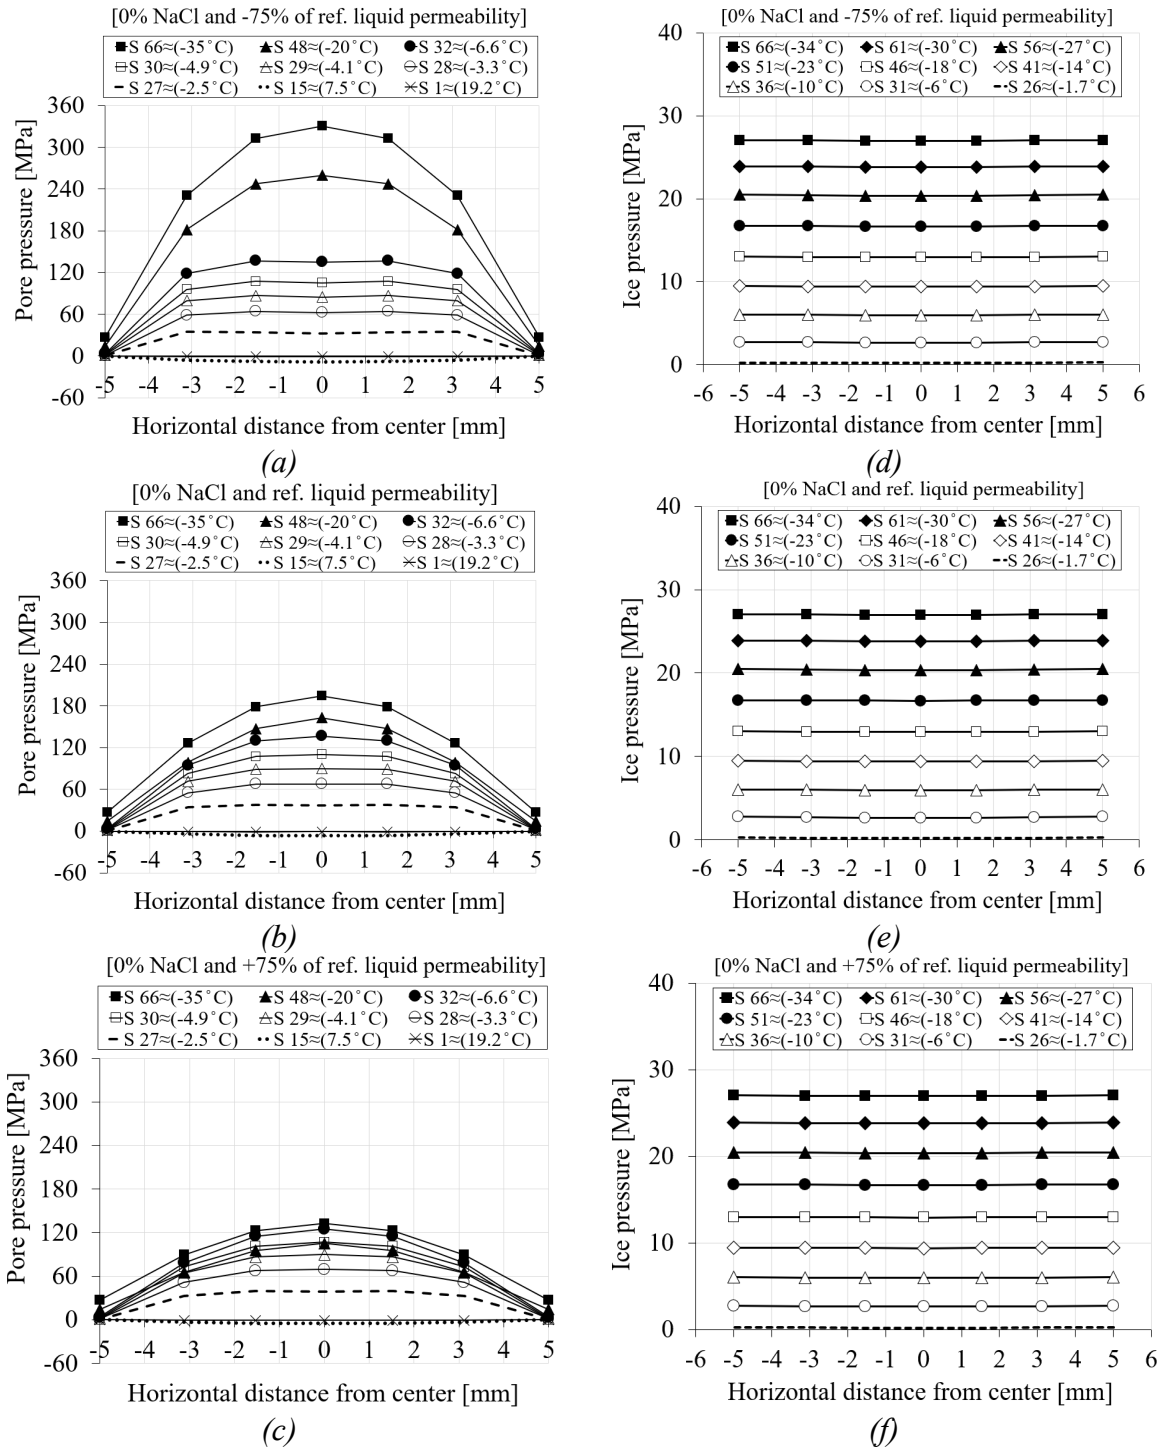 [0% NaCl and -75% of ref. liquid permeability]
S 66≈(-35˚C) S 48≈(-20˚C) S 32≈(-6.6˚C)
S 30≈(-4.9˚C) S 29≈(-4.1˚C) S 28≈(-3.3˚C)
S 27≈(-2.5˚C) S 15≈(7.5˚C) S 1≈(19.2˚C)
360
300
240
180
120
60
0
-60
Pore pressure [MPa]
-5 -4 -3 -2 -1 0 1 2 3 4 5
Horizontal distance from center [mm]
(a)
[0% NaCl and -75% of ref. liquid permeability]
S 66≈(-34˚C) S 61≈(-30˚C) S 56≈(-27˚C)
S 51≈(-23˚C) S 46≈(-18˚C) S 41≈(-14˚C)
S 36≈(-10˚C) S 31≈(-6˚C) S 26≈(-1.7˚C)
40
30
20
10
0
Ice pressure [MPa]
-6 -5 -4 -3 -2 -1 0 1 2 3 4 5 6
Horizontal distance from center [mm]
(d)
[0% NaCl and ref. liquid permeability]
S 66≈(-35˚C) S 48≈(-20˚C) S 32≈(-6.6˚C)
S 30≈(-4.9˚C) S 29≈(-4.1˚C) S 28≈(-3.3˚C)
S 27≈(-2.5˚C) S 15≈(7.5˚C) S 1≈(19.2˚C)
360
300
240
180
120
60
0
-60
Pore pressure [MPa]
-5 -4 -3 -2 -1 0 1 2 3 4 5
Horizontal distance from center [mm]
(b)
[0% NaCl and ref. liquid permeability]
S 66≈(-34˚C) S 61≈(-30˚C) S 56≈(-27˚C)
S 51≈(-23˚C) S 46≈(-18˚C) S 41≈(-14˚C)
S 36≈(-10˚C) S 31≈(-6˚C) S 26≈(-1.7˚C)
40
30
20
10
0
Ice pressure [MPa]
-6 -5 -4 -3 -2 -1 0 1 2 3 4 5 6
Horizontal distance from center [mm]
(e)
[0% NaCl and +75% of ref. liquid permeability]
S 66≈(-35˚C) S 48≈(-20˚C) S 32≈(-6.6˚C)
S 30≈(-4.9˚C) S 29≈(-4.1˚C) S 28≈(-3.3˚C)
S 27≈(-2.5˚C) S 15≈(7.5˚C) S 1≈(19.2˚C)
360
300
240
180
120
60
0
-60
Pore pressure [MPa]
-5 -4 -3 -2 -1 0 1 2 3 4 5
Horizontal distance from center [mm]
(c)
[0% NaCl and +75% of ref. liquid permeability]
S 66≈(-34˚C) S 61≈(-30˚C) S 56≈(-27˚C)
S 51≈(-23˚C) S 46≈(-18˚C) S 41≈(-14˚C)
S 36≈(-10˚C) S 31≈(-6˚C) S 26≈(-1.7˚C)
40
30
20
10
0
Ice pressure [MPa]
-6 -5 -4 -3 -2 -1 0 1 2 3 4 5 6
Horizontal distance from center [mm]
(f)